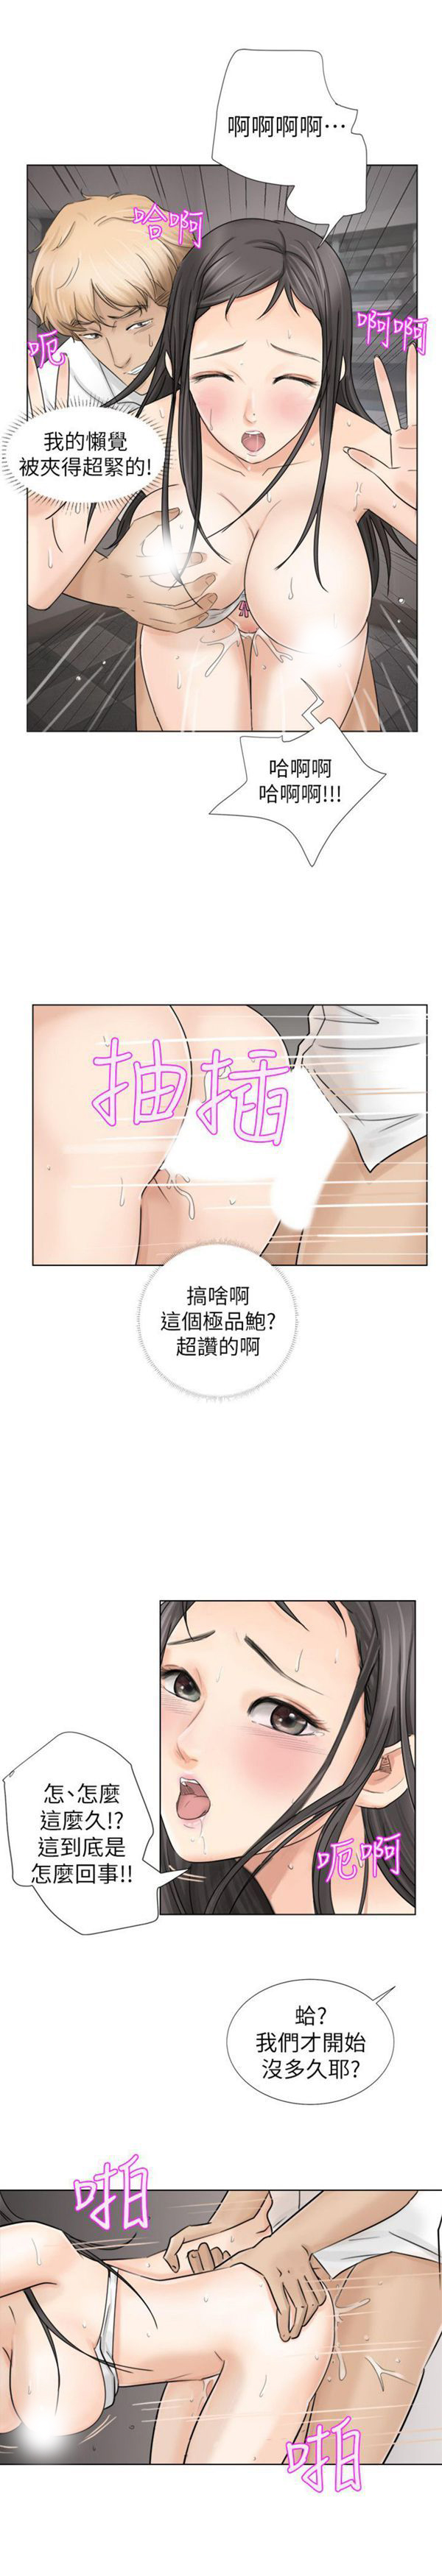 啊啊啊啊…
哈啊
呃
啊啊
我的懶覺
被夾得超緊的!
哈啊啊
哈啊啊!!!
抽插
搞啥啊
這個極品鮑?
超讚的啊
怎、怎麼
這麼久!?
這到底是
怎麼回事!!
呃啊
蛤?
我們才開始
沒多久耶?
啪
啪